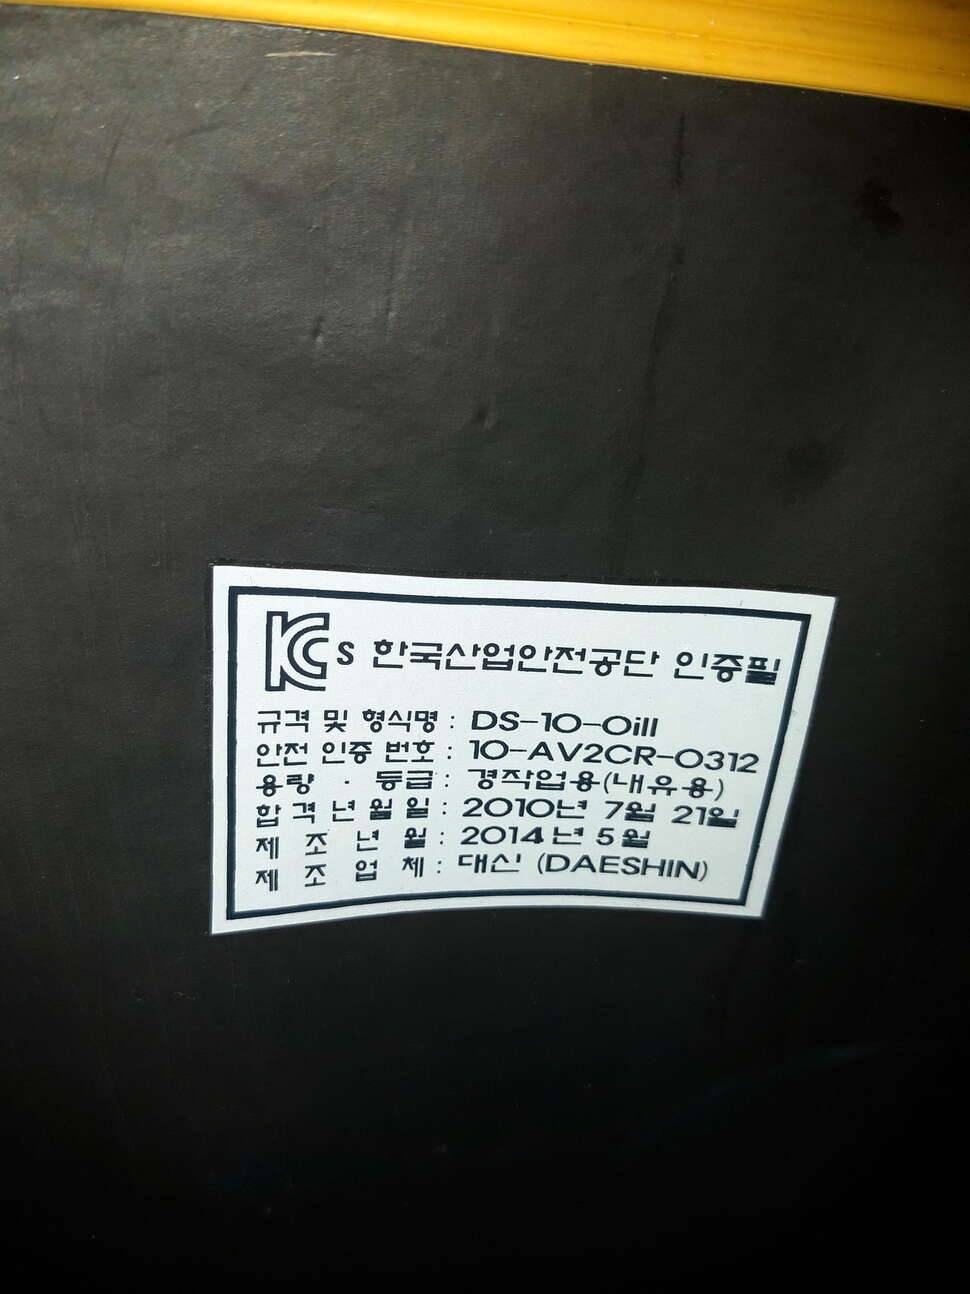 KCs 한국산업안전공단 인증필
규격 및 형식명 : DS-10-Oill
안전 인증 번호 : 10-AV2CR-0312
용량 · 등급 : 경작업용(내유용)
합격년월일 : 2010년 7월 21일
제 조 년 월 : 2014년 5월
제 조 업 체 : 대신 (DAESHIN)